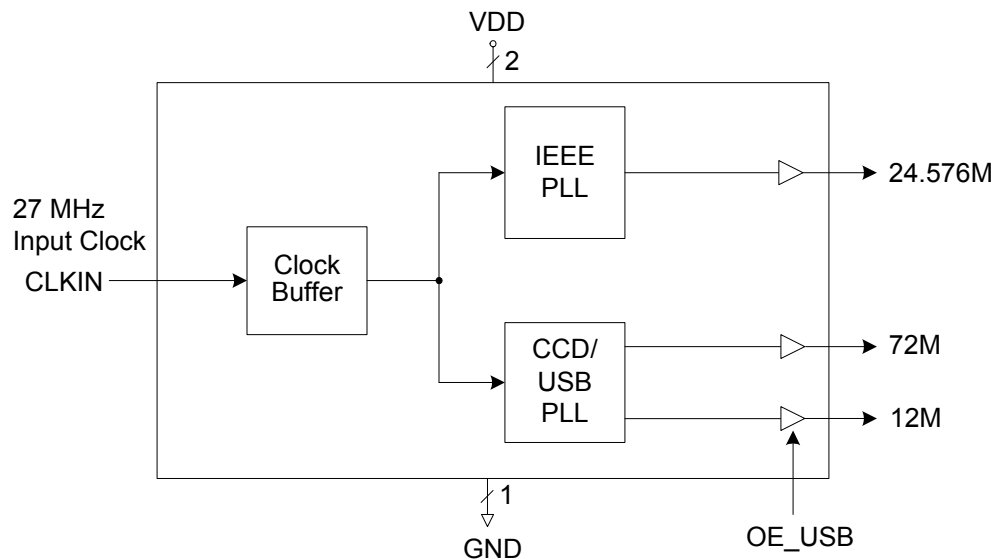 VDD
2
IEEE
PLL
24.576M
27 MHz
Input Clock
CLKIN
Clock
Buffer
CCD/
USB
PLL
72M
12M
1
GND
OE_USB